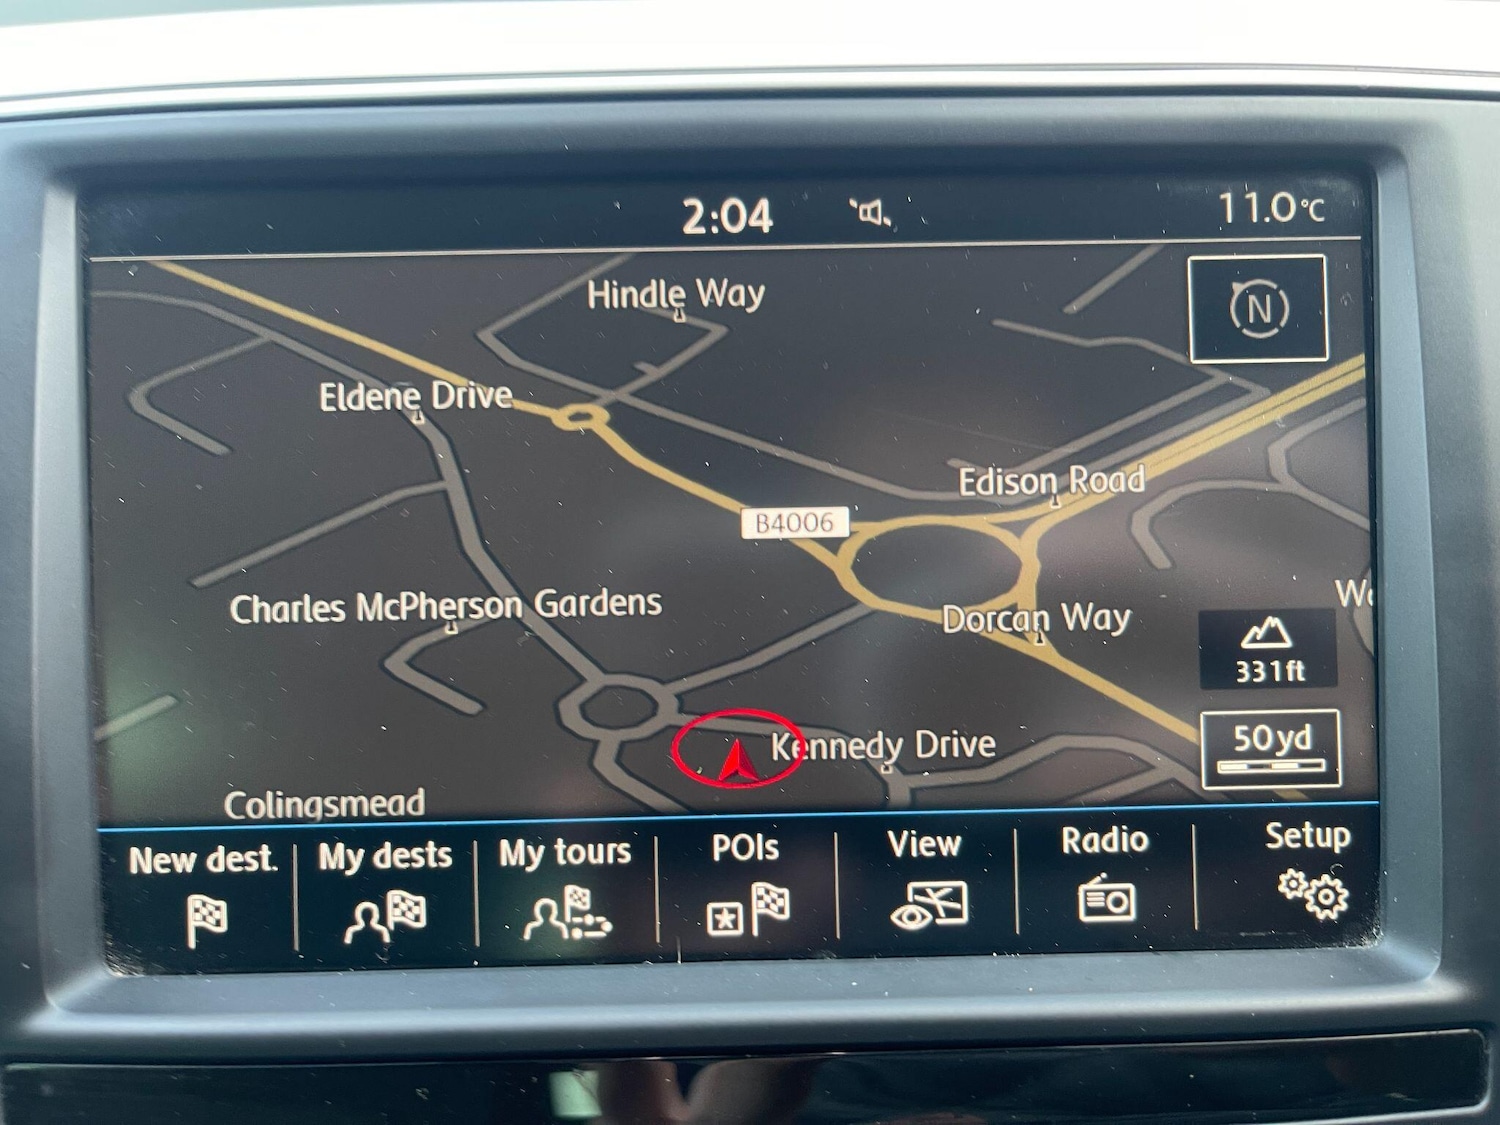 2:04
11.0°C
N
Hindle Way
Eldene Drive
Edison Road
B4006
Charles McPherson Gardens
Dorcan Way
331ft
Kennedy Drive
50yd
Colingsmead
New dest.
My dests
My tours
POIs
View
Radio
Setup